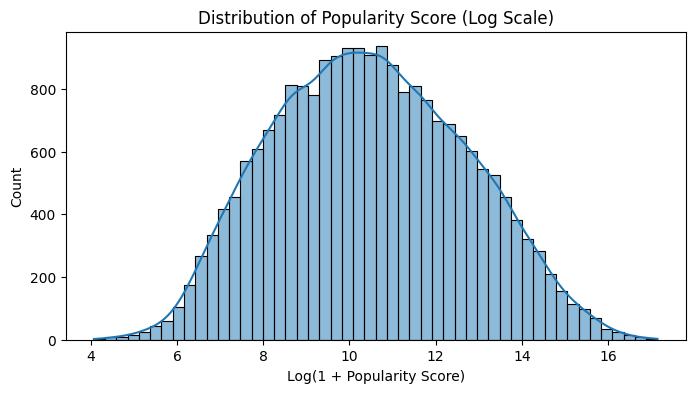 Distribution of Popularity Score (Log Scale)
Count
800
600
400
200
0
4 6 8 10 12 14 16
Log(1 + Popularity Score)